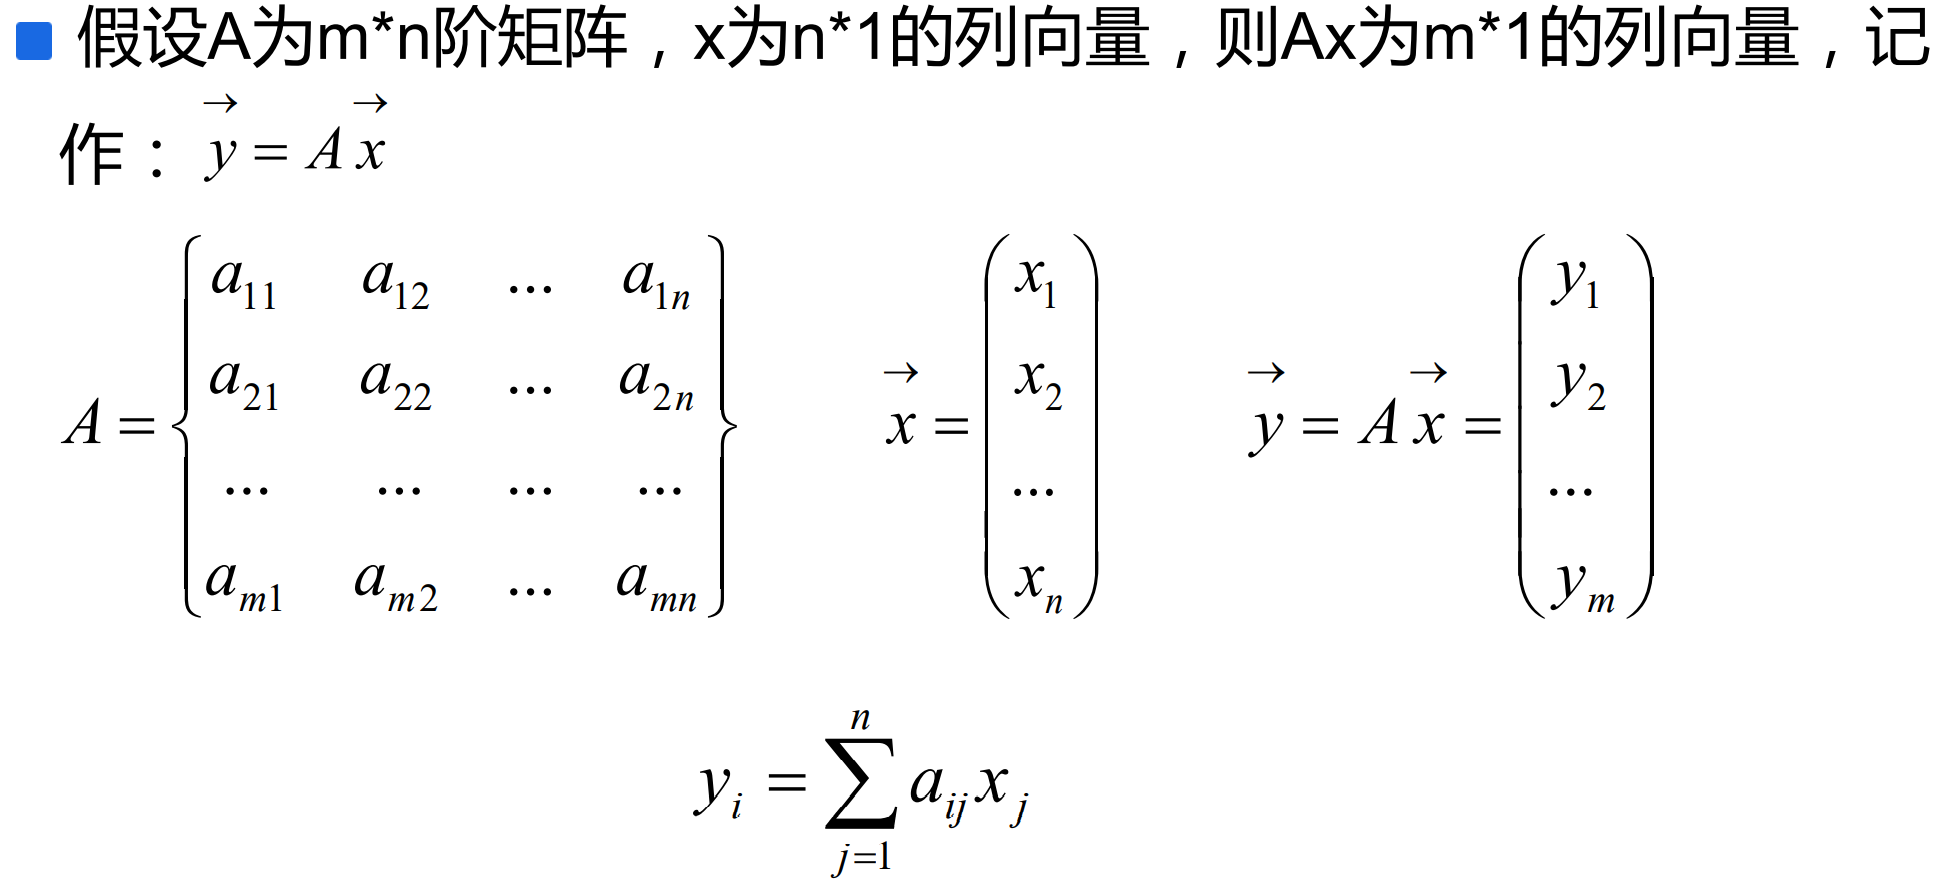 假设A为m*n阶矩阵，x为n*1的列向量，则Ax为m*1的列向量，记
作：$\vec{y} = A\vec{x}$
$A = \begin{Bmatrix} a_{11} & a_{12} & \dots & a_{1n} \\ a_{21} & a_{22} & \dots & a_{2n} \\ \dots & \dots & \dots & \dots \\ a_{m1} & a_{m2} & \dots & a_{mn} \end{Bmatrix}$ $\vec{x} = \begin{pmatrix} x_1 \\ x_2 \\ \dots \\ x_n \end{pmatrix}$ $\vec{y} = A\vec{x} = \begin{pmatrix} y_1 \\ y_2 \\ \dots \\ y_m \end{pmatrix}$
$y_i = \sum_{j=1}^{n} a_{ij} x_j$